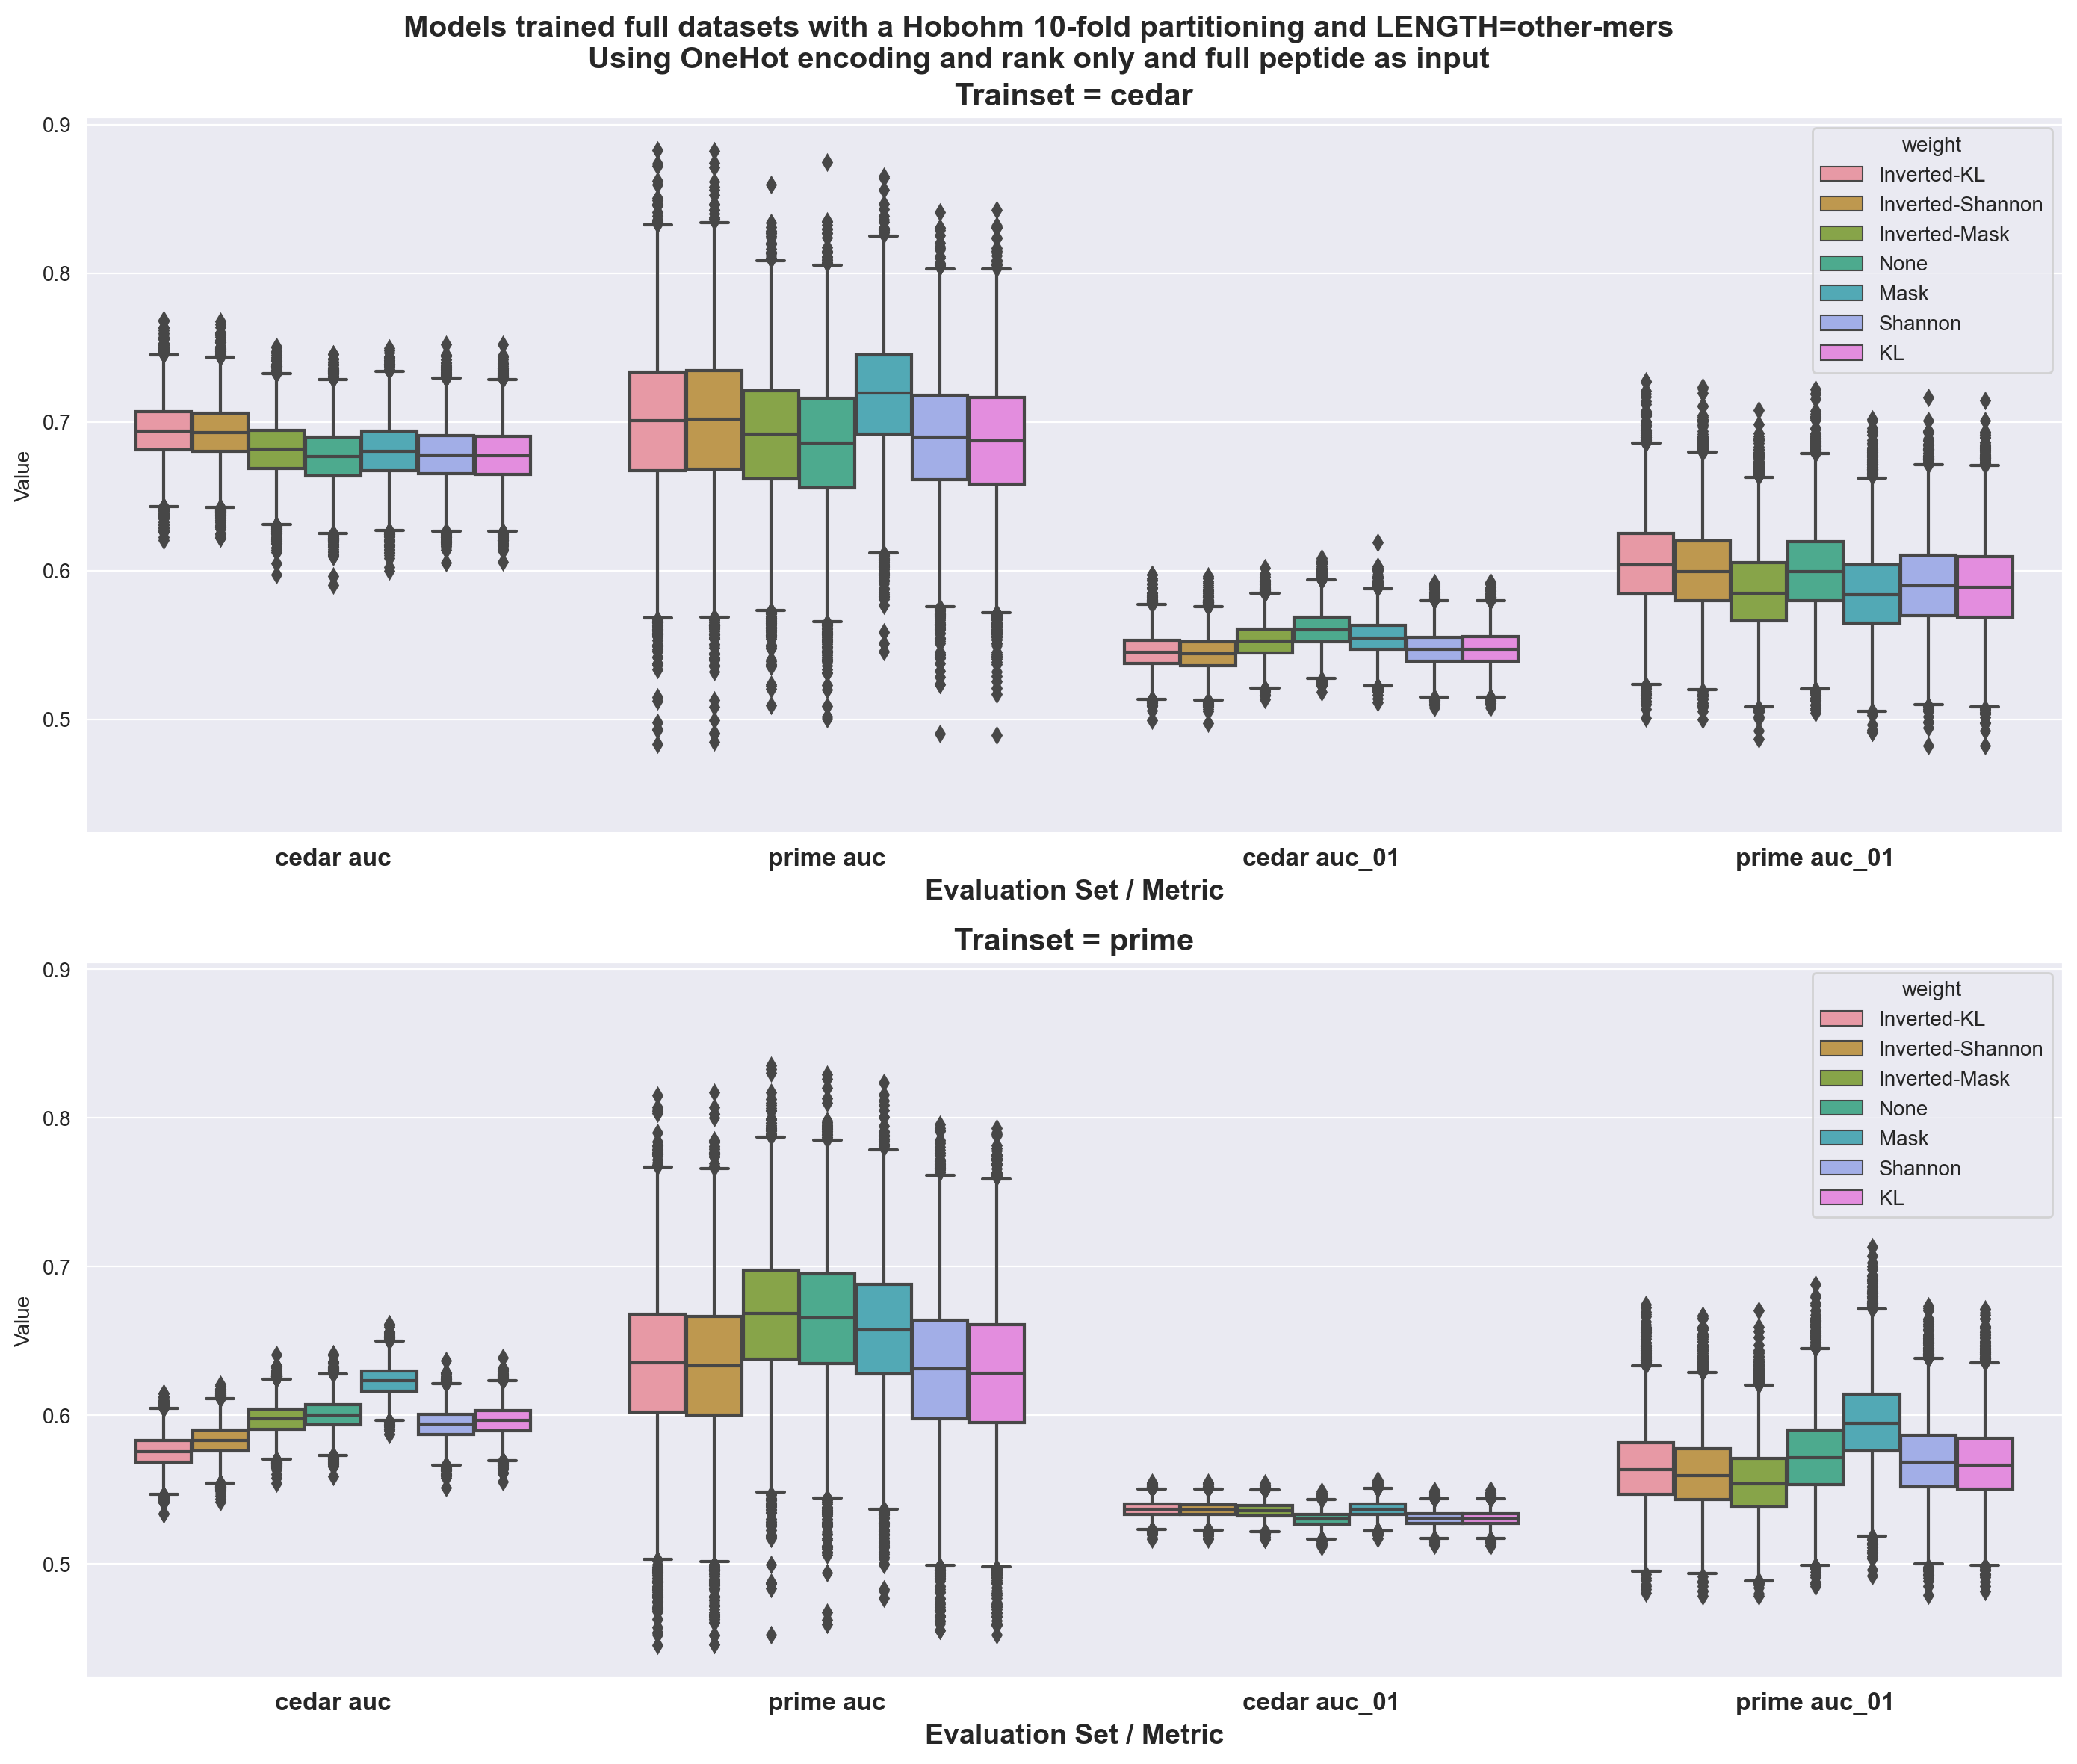 Models trained full datasets with a Hobohm 10-fold partitioning and LENGTH=other-mers
Using OneHot encoding and rank only and full peptide as input
Trainset = cedar
0.9
0.8
0.7
0.6
0.5
Value
weight
Inverted-KL
Inverted-Shannon
Inverted-Mask
None
Mask
Shannon
KL
cedar auc
prime auc
cedar auc_01
prime auc_01
Evaluation Set / Metric
Trainset = prime
0.9
0.8
0.7
0.6
0.5
Value
weight
Inverted-KL
Inverted-Shannon
Inverted-Mask
None
Mask
Shannon
KL
cedar auc
prime auc
cedar auc_01
prime auc_01
Evaluation Set / Metric